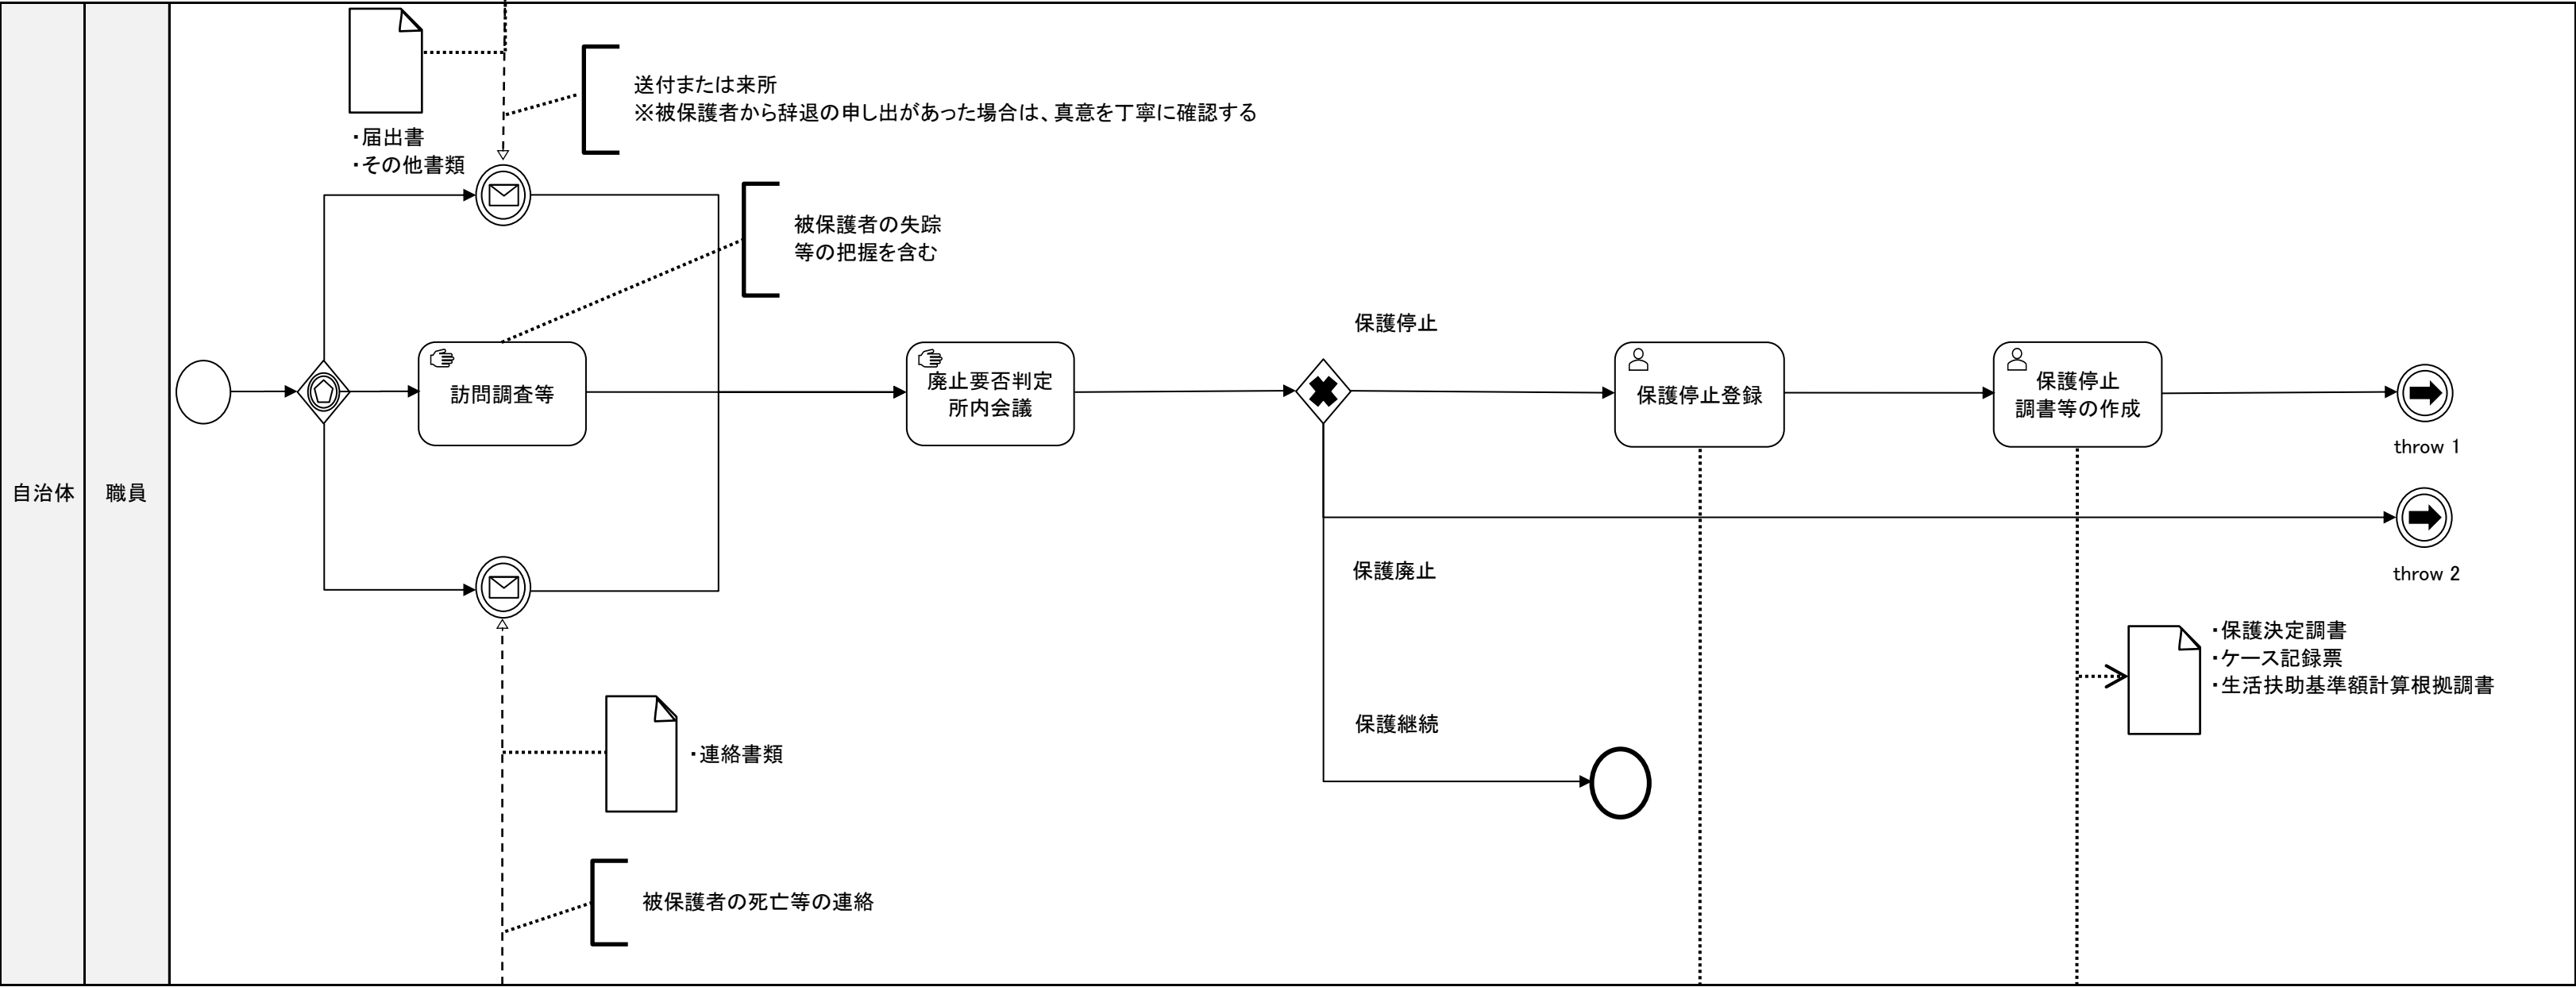 自治体
職員
・届出書
・その他書類
送付または来所
※被保護者から辞退の申し出があった場合は、真意を丁寧に確認する
被保護者の失踪
等の把握を含む
訪問調査等
廃止要否判定
所内会議
保護停止
保護停止登録
保護停止
調書等の作成
throw 1
throw 2
保護廃止
保護継続
・保護決定調書
・ケース記録票
・生活扶助基準額計算根拠調書
・連絡書類
被保護者の死亡等の連絡